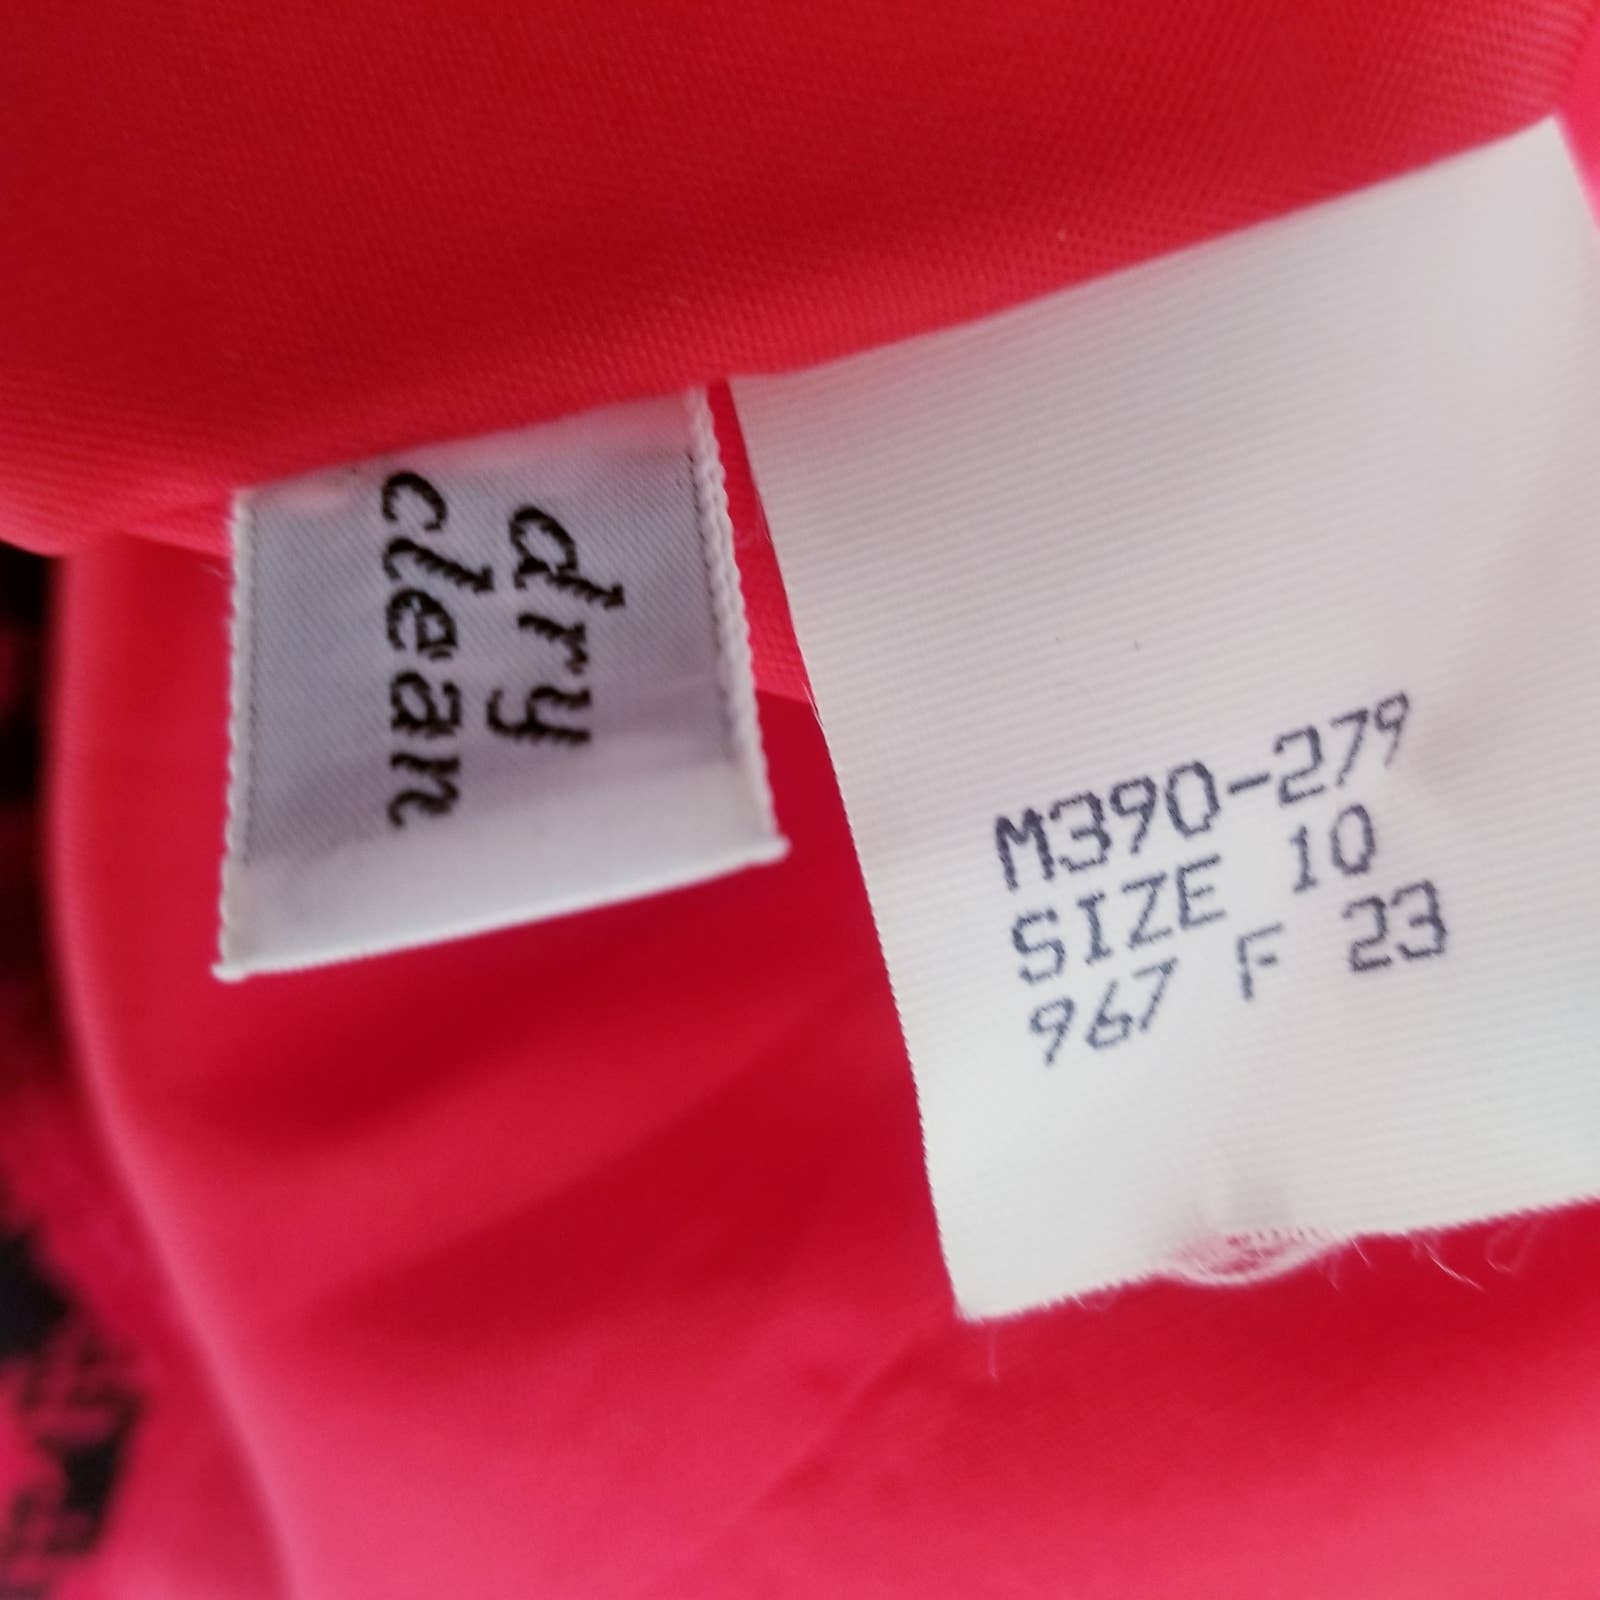 dry
clean
M390-279
SIZE 10
967 F 23